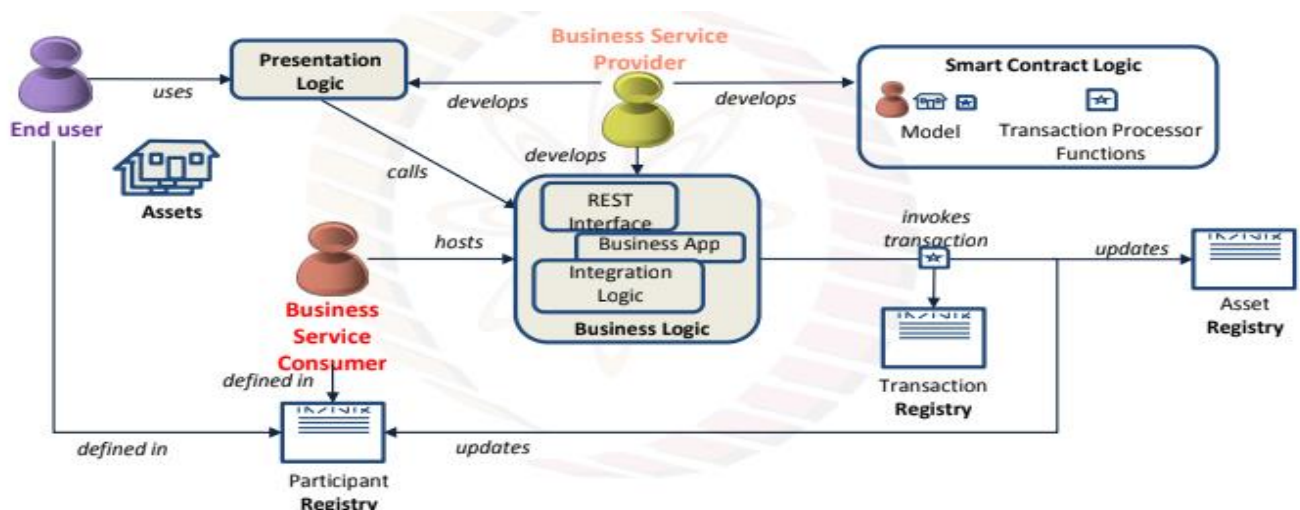 Business Service
Provider
Presentation
Logic
Smart Contract Logic
uses
develops
develops
End user
Model
Transaction Processor
Functions
develops
calls
Assets
REST
Interface
Business App
Integration
Logic
Business Logic
hosts
invokes
transaction
updates
Business
Service
Consumer
Asset
Registry
defined in
Transaction
Registry
defined in
updates
Participant
Registry